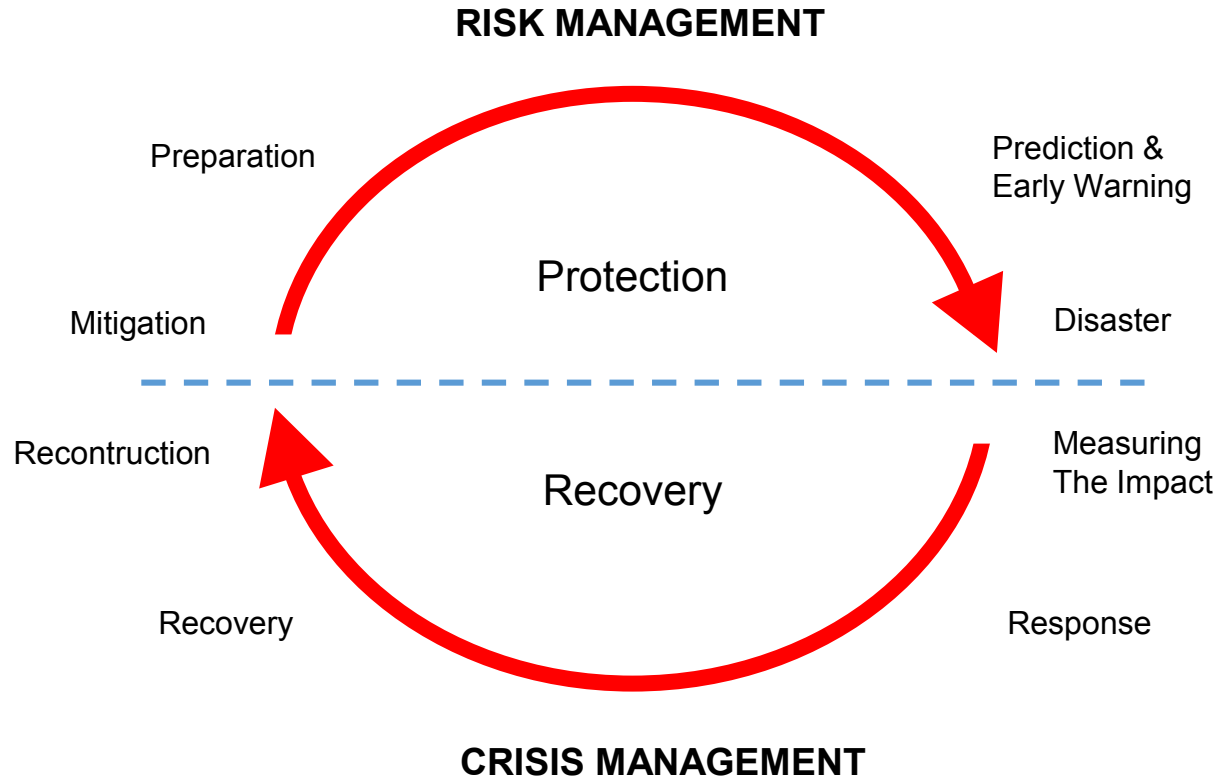 RISK MANAGEMENT
Preparation
Prediction &
Early Warning
Protection
Mitigation
Disaster
Recontruction
Measuring
The Impact
Recovery
Recovery
Response
CRISIS MANAGEMENT